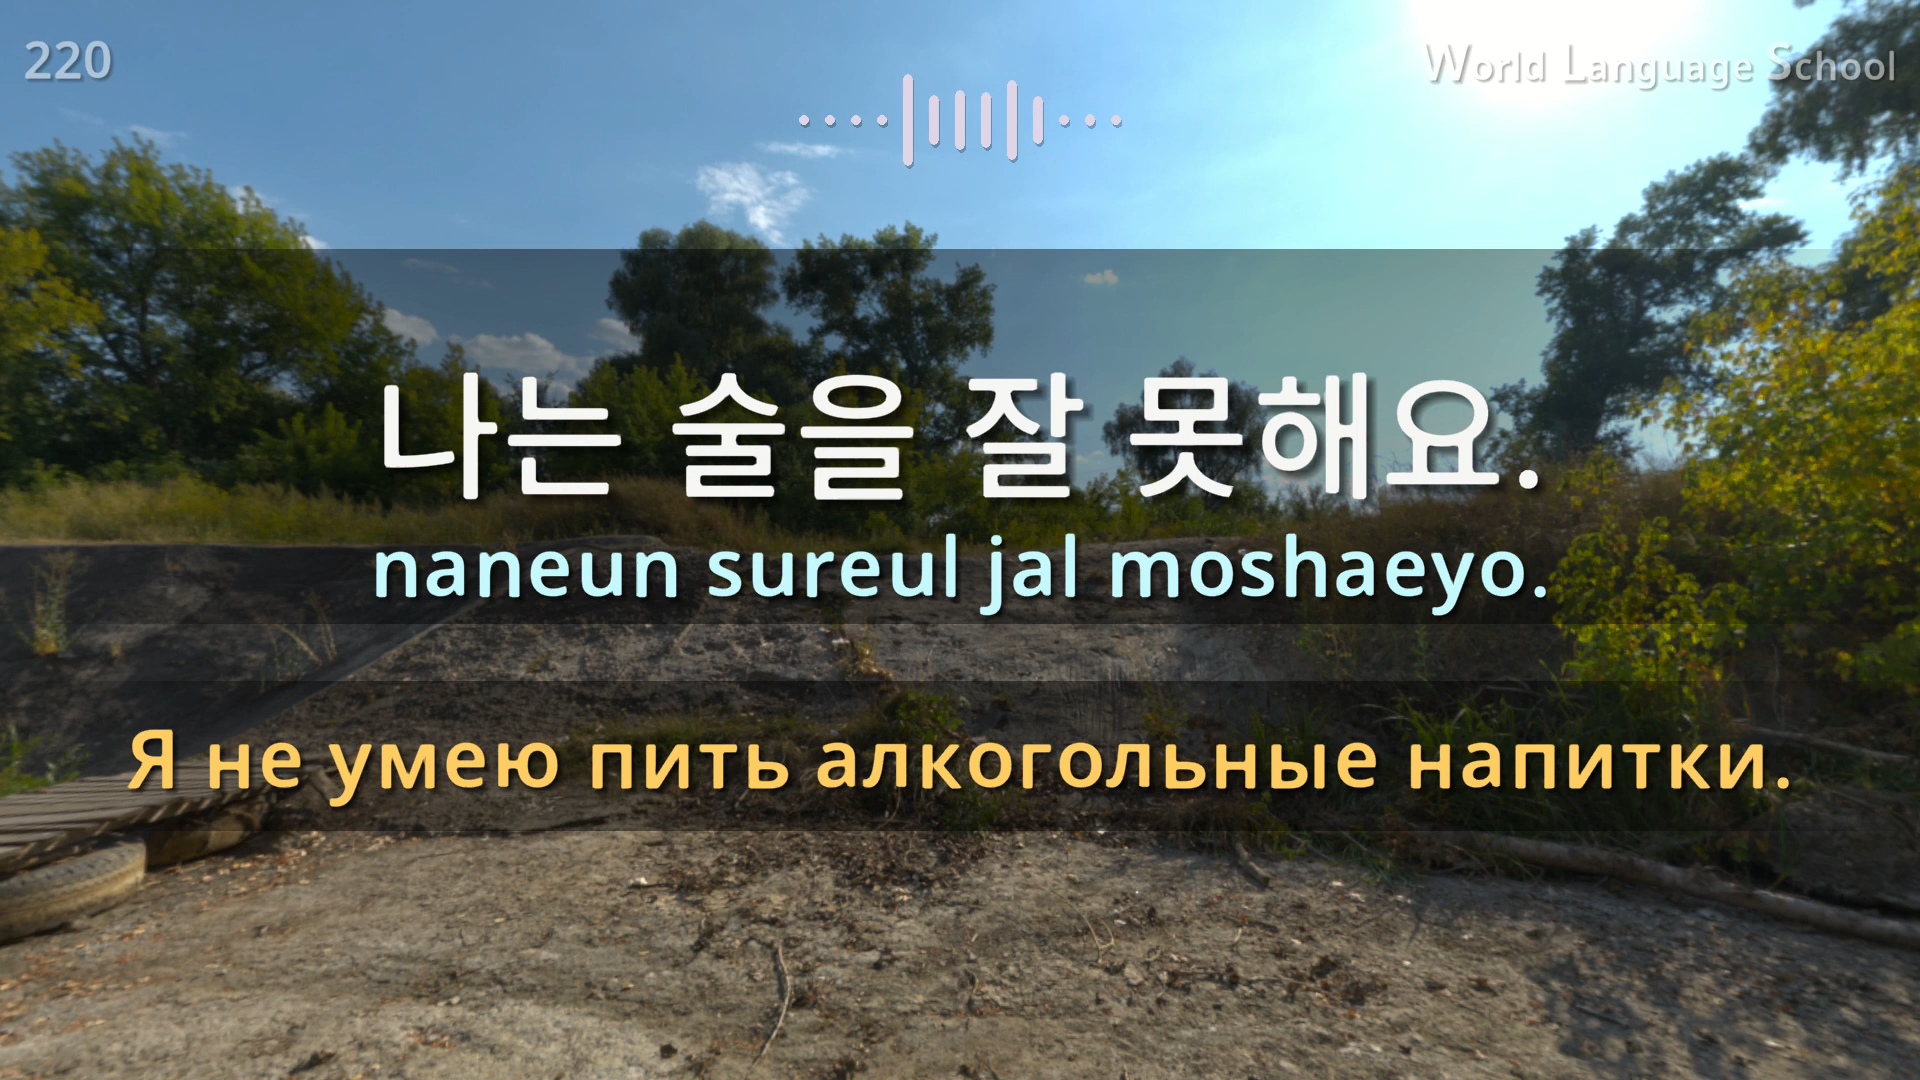 220
World Language School
나는 술을 잘 못해요.
naneun sureul jal moshaeyo.
Я не умею пить алкогольные напитки.